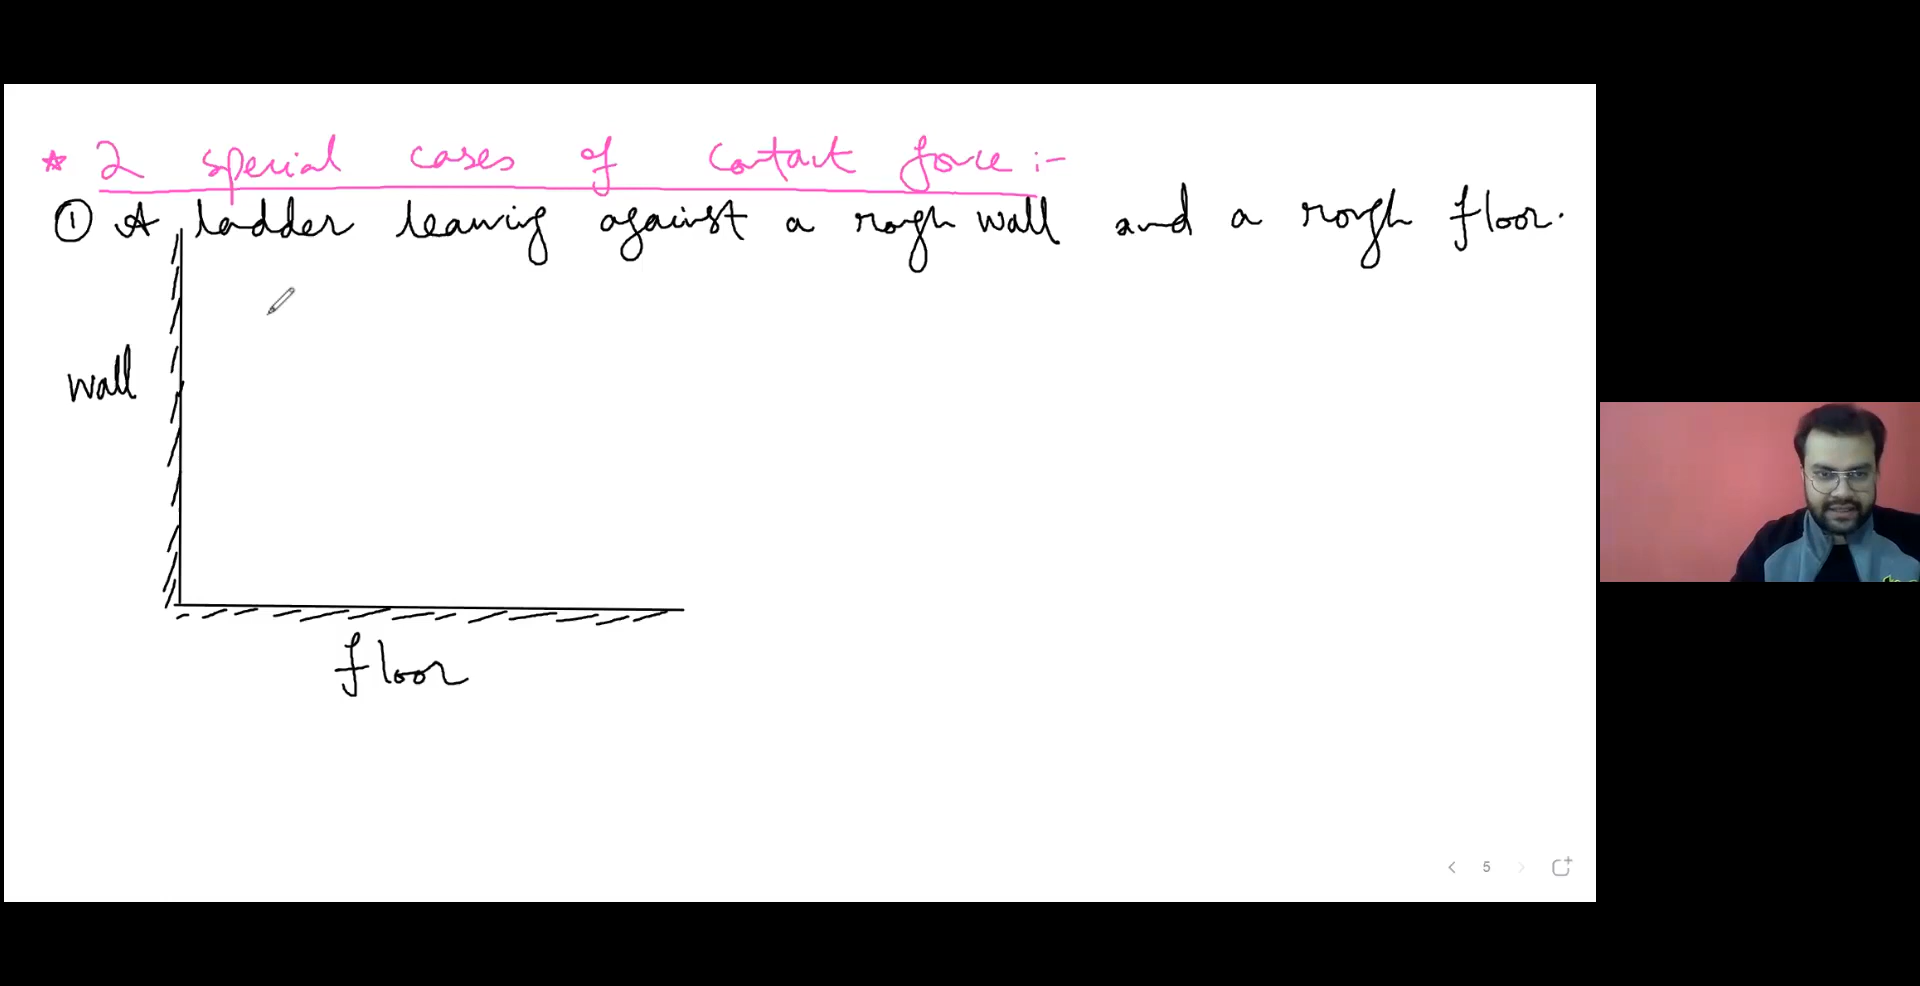 * 2 special cases of contact force :-
① A ladder leaning against a rough wall and a rough floor.
wall
floor
5